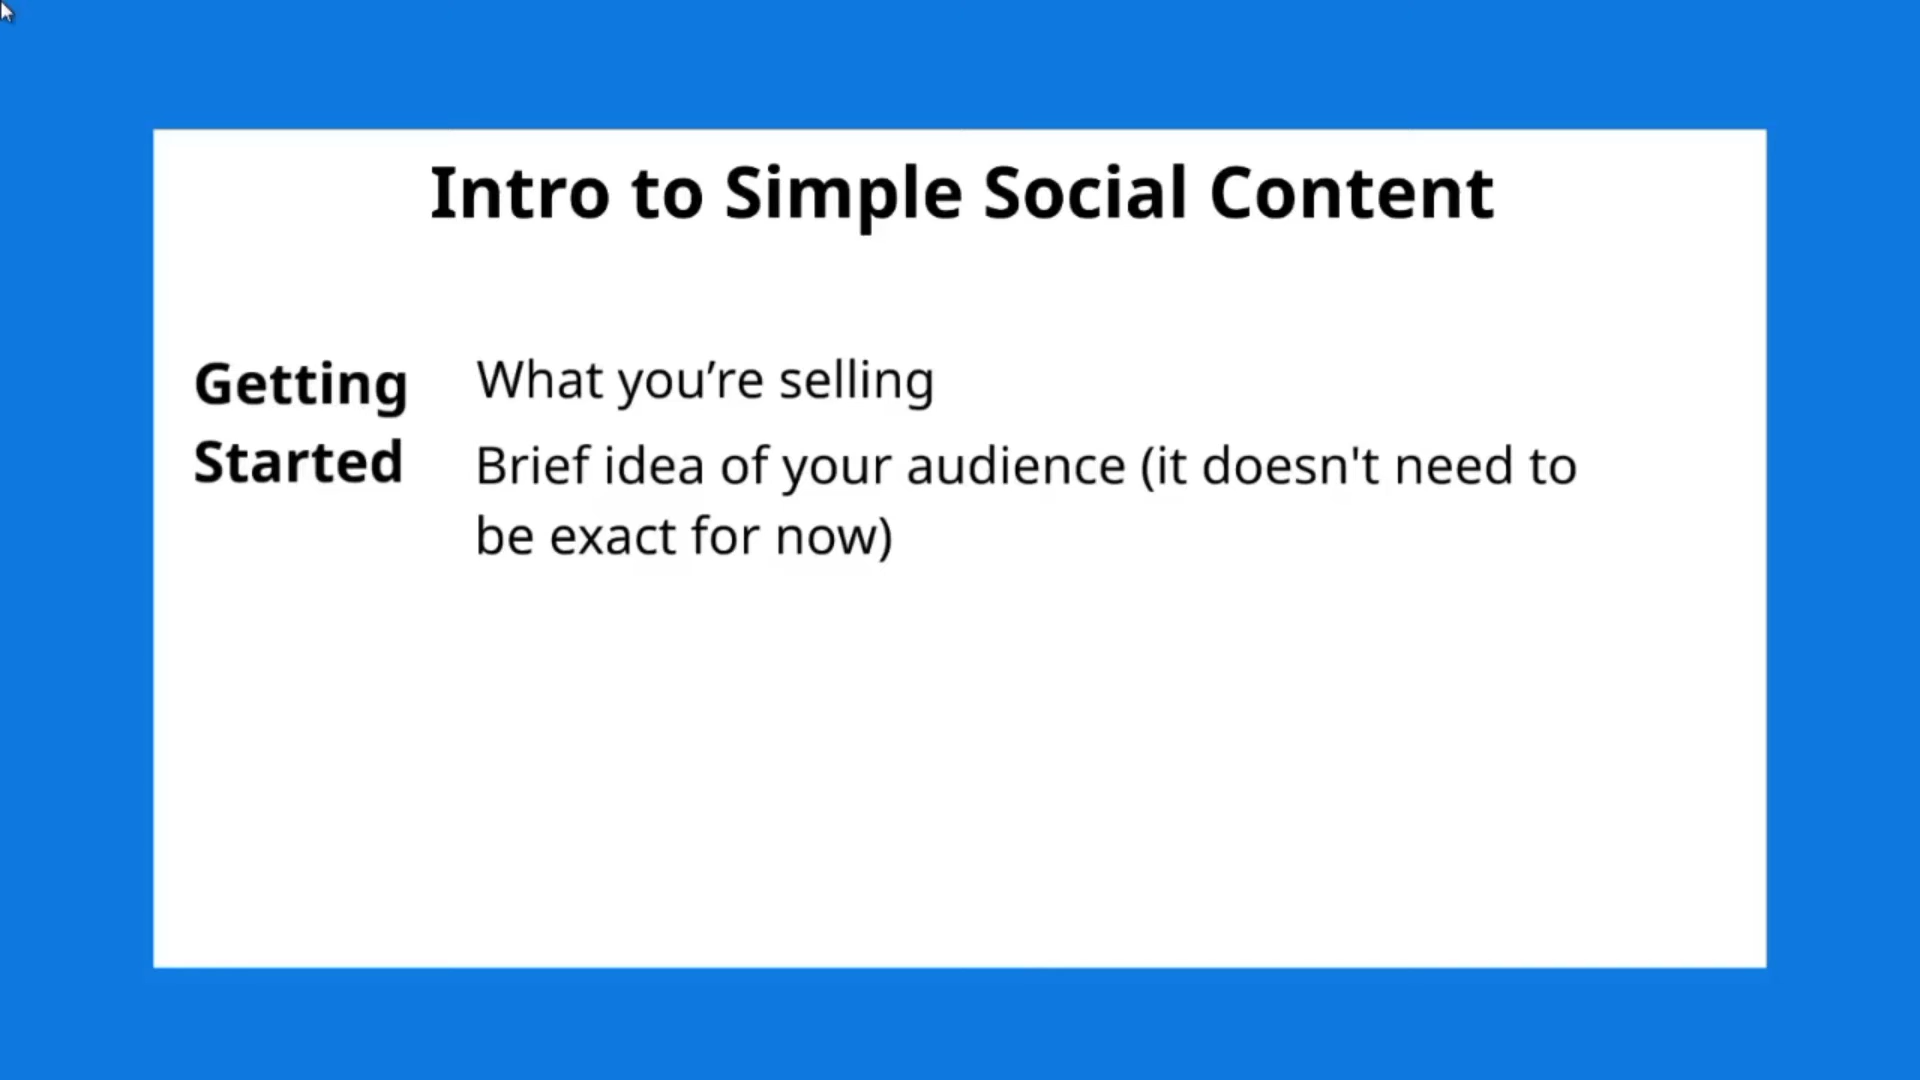 Intro to Simple Social Content
Getting
Started
What you’re selling
Brief idea of your audience (it doesn't need to
be exact for now)